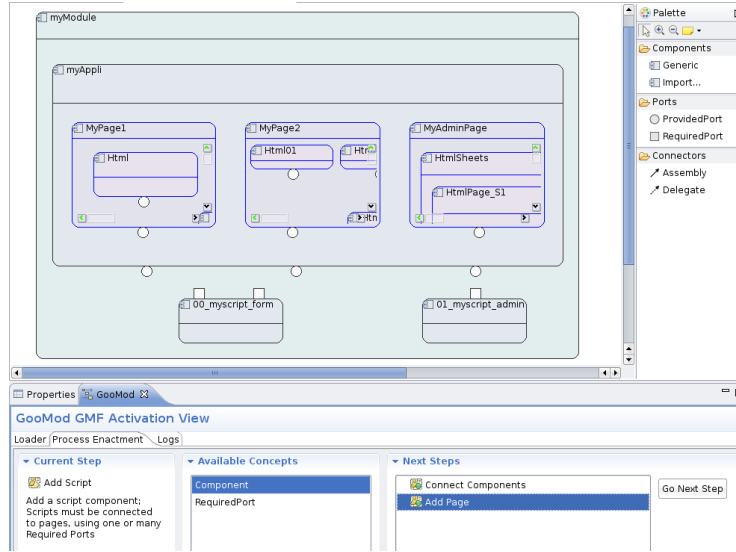 myModule
myAppli
MyPage1
MyPage2
MyAdminPage
Html
Html01
HtmlSheets
HtmlPage_S1
00_myscript_form
01_myscript_admin
Palette
Components
Generic
Import...
Ports
ProvidedPort
RequiredPort
Connectors
Assembly
Delegate
Properties GooMod
GooMod GMF Activation View
Loader Process Enactment Logs
Current Step
Add Script
Add a script component;
Scripts must be connected
to pages, using one or many
Required Ports
Available Concepts
Component
RequiredPort
Next Steps
Connect Components
Add Page
Go Next Step